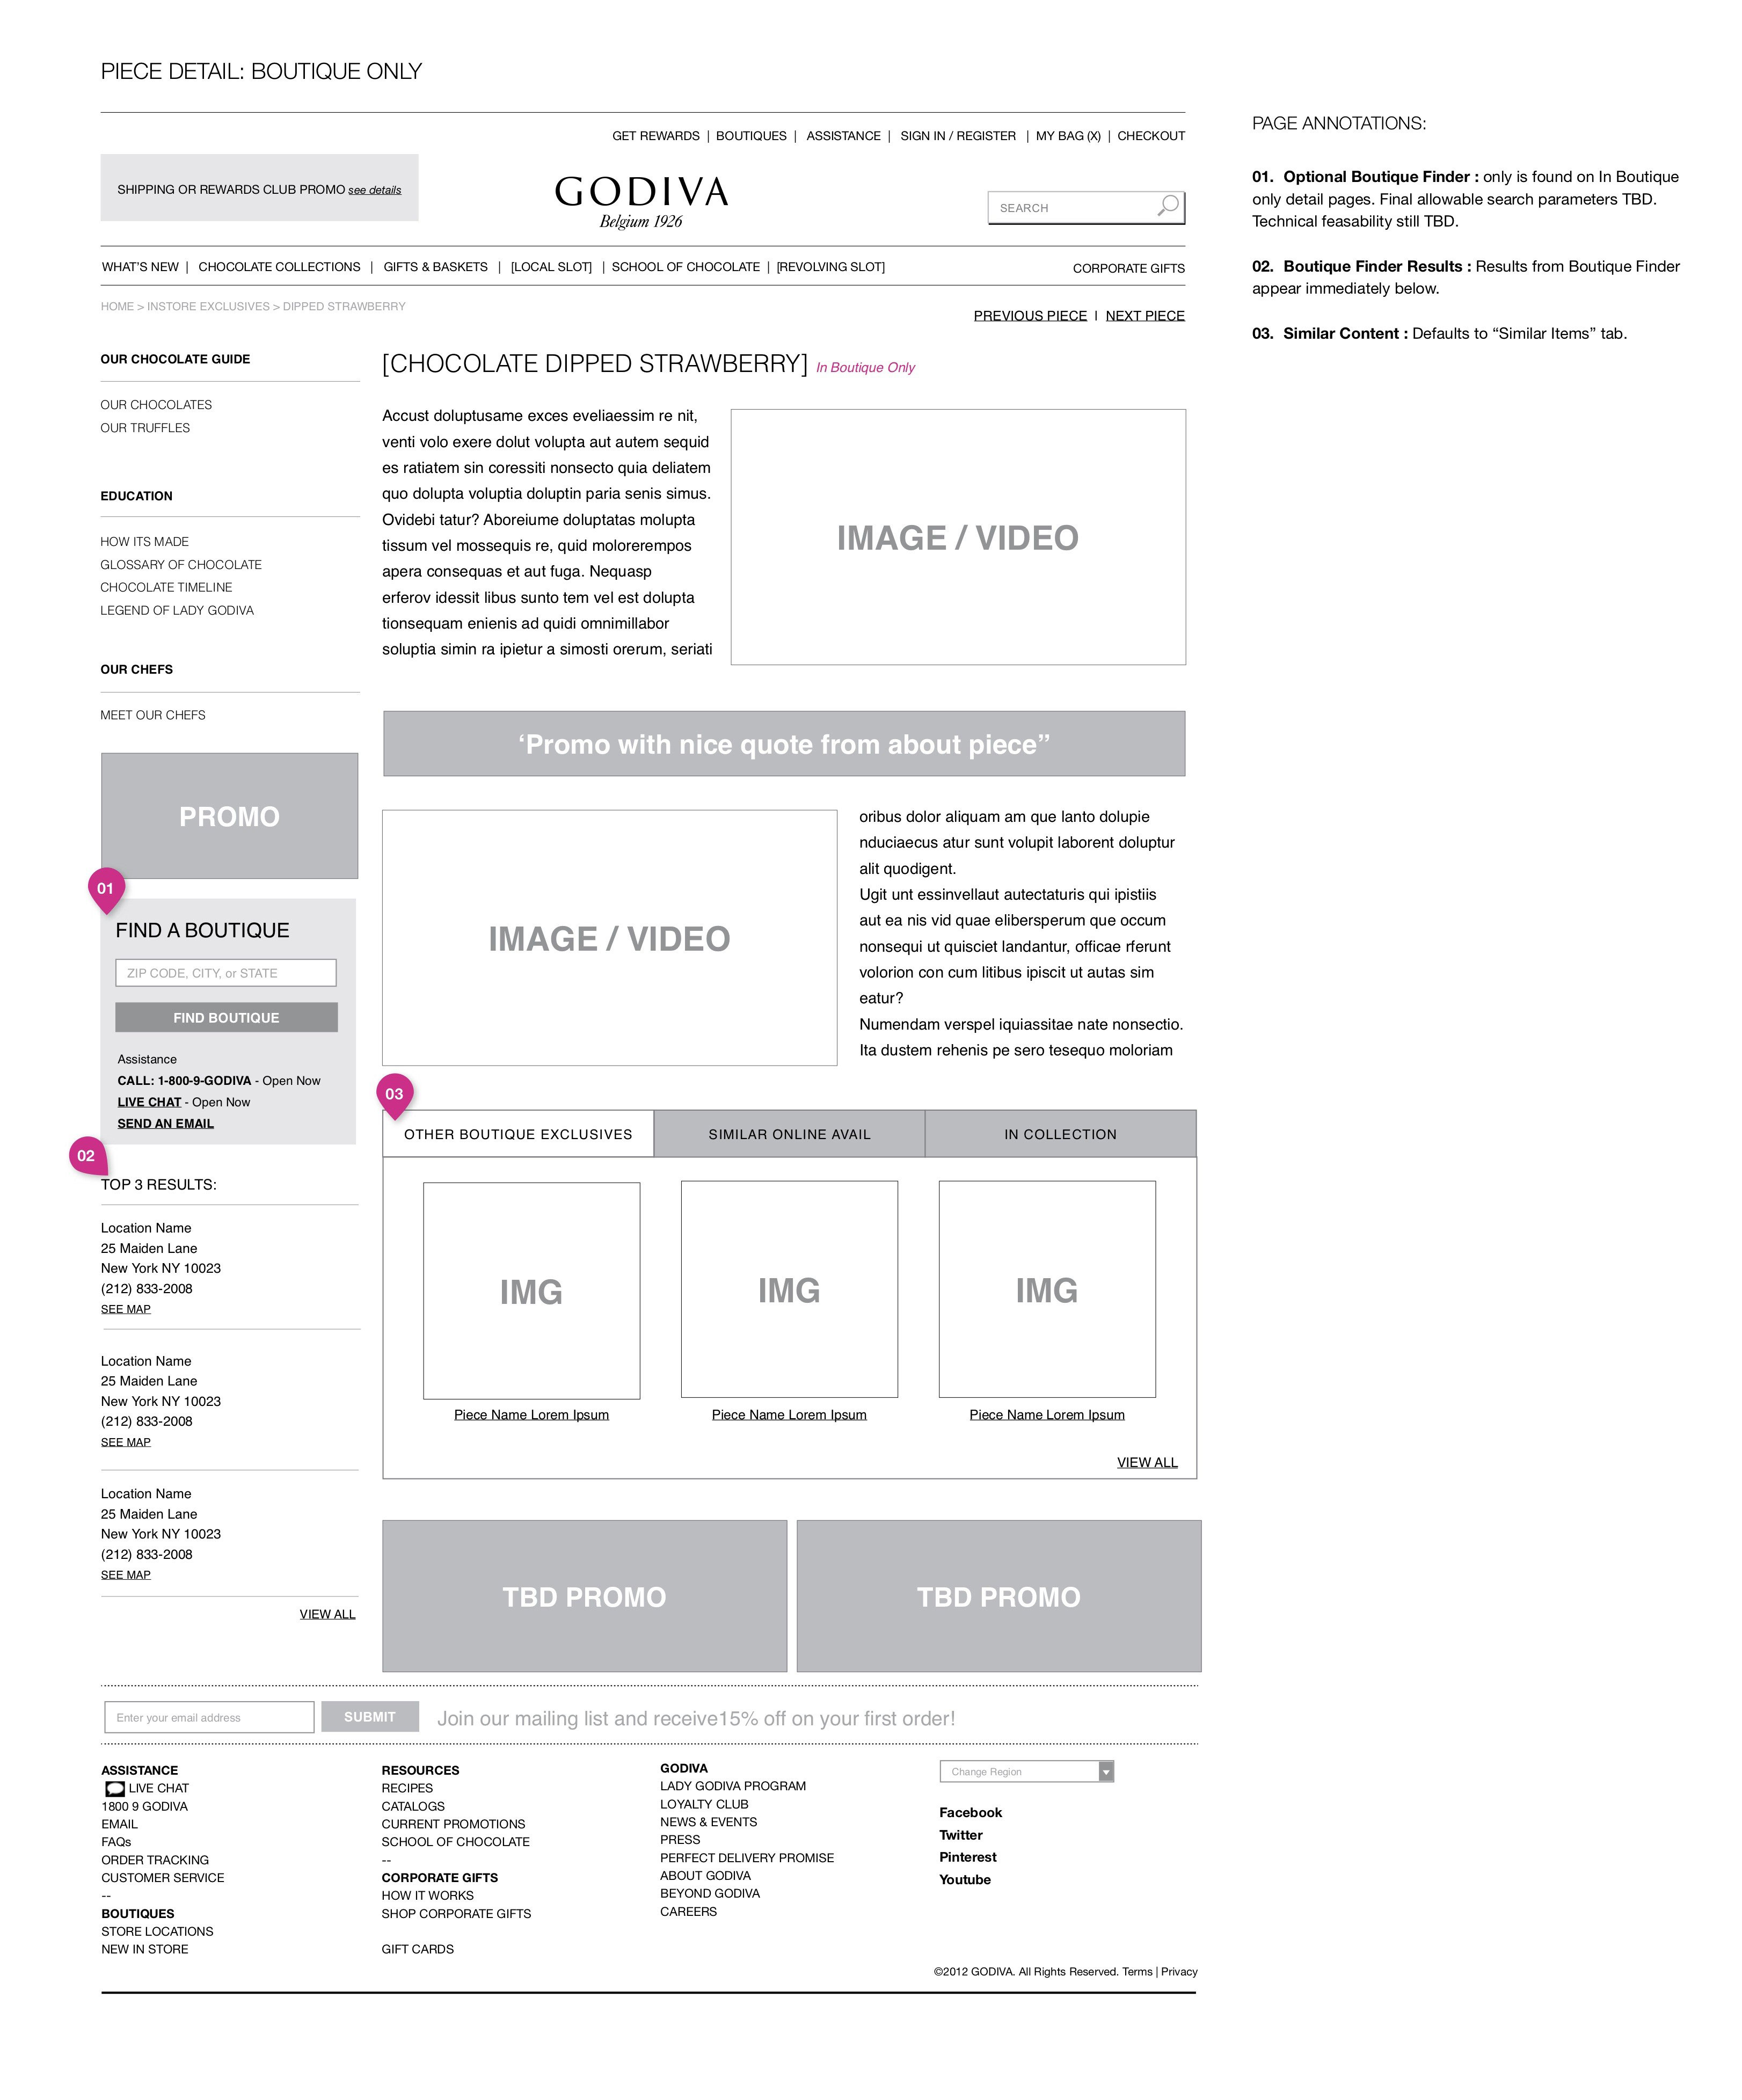 PIECE DETAIL: BOUTIQUE ONLY
GET REWARDS | BOUTIQUES | ASSISTANCE | SIGN IN / REGISTER | MY BAG (X) | CHECKOUT
SHIPPING OR REWARDS CLUB PROMO see details
GODIVA
Belgium 1926
SEARCH
WHAT'S NEW | CHOCOLATE COLLECTIONS | GIFTS & BASKETS | [LOCAL SLOT] | SCHOOL OF CHOCOLATE | [REVOLVING SLOT]
CORPORATE GIFTS
HOME > INSTORE EXCLUSIVES > DIPPED STRAWBERRY
PREVIOUS PIECE | NEXT PIECE
OUR CHOCOLATE GUIDE
OUR CHOCOLATES
OUR TRUFFLES
EDUCATION
HOW ITS MADE
GLOSSARY OF CHOCOLATE
CHOCOLATE TIMELINE
LEGEND OF LADY GODIVA
OUR CHEFS
MEET OUR CHEFS
PROMO
01
FIND A BOUTIQUE
ZIP CODE, CITY, or STATE
FIND BOUTIQUE
Assistance
CALL: 1-800-9-GODIVA - Open Now
LIVE CHAT - Open Now
SEND AN EMAIL
02
TOP 3 RESULTS:
Location Name
25 Maiden Lane
New York NY 10023
(212) 833-2008
SEE MAP
Location Name
25 Maiden Lane
New York NY 10023
(212) 833-2008
SEE MAP
Location Name
25 Maiden Lane
New York NY 10023
(212) 833-2008
SEE MAP
VIEW ALL
[CHOCOLATE DIPPED STRAWBERRY] In Boutique Only
Accust doluptusame exces eveliaessim re nit,
venti volo exere dolut volupta aut autem sequid
es ratiatem sin coressiti nonsecto quia deliatem
quo dolupta voluptia doluptin paria senis simus.
Ovidebi tatur? Aboreiume doluptatas molupta
tissum vel mossequis re, quid molorerempos
apera consequas et aut fuga. Nequasp
erferov idessit libus sunto tem vel est dolupta
tionsequam enienis ad quidi omnimillabor
soluptia simin ra ipietur a simosti orerum, seriati
IMAGE / VIDEO
‘Promo with nice quote from about piece”
IMAGE / VIDEO
oribus dolor aliquam am que lanto dolupie
nduciaecus atur sunt volupit laborent doluptur
alit quodigent.
Ugit unt essinvellaut autectaturis qui ipistiis
aut ea nis vid quae elibersperum que occum
nonsequi ut quisciet landantur, officae rferunt
volorion con cum litibus ipiscit ut autas sim
eatur?
Numendam verspel iquiassitae nate nonsectio.
Ita dustem rehenis pe sero tesequo moloriam
03
OTHER BOUTIQUE EXCLUSIVES
SIMILAR ONLINE AVAIL
IN COLLECTION
IMG
IMG
IMG
Piece Name Lorem Ipsum
Piece Name Lorem Ipsum
Piece Name Lorem Ipsum
VIEW ALL
TBD PROMO
TBD PROMO
Enter your email address
SUBMIT
Join our mailing list and receive15% off on your first order!
ASSISTANCE
LIVE CHAT
1800 9 GODIVA
EMAIL
FAQs
ORDER TRACKING
CUSTOMER SERVICE
--
BOUTIQUES
STORE LOCATIONS
NEW IN STORE
RESOURCES
RECIPES
CATALOGS
CURRENT PROMOTIONS
SCHOOL OF CHOCOLATE
--
CORPORATE GIFTS
HOW IT WORKS
SHOP CORPORATE GIFTS
GIFT CARDS
GODIVA
LADY GODIVA PROGRAM
LOYALTY CLUB
NEWS & EVENTS
PRESS
PERFECT DELIVERY PROMISE
ABOUT GODIVA
BEYOND GODIVA
CAREERS
Change Region
Facebook
Twitter
Pinterest
Youtube
©2012 GODIVA. All Rights Reserved. Terms | Privacy
PAGE ANNOTATIONS:
01. Optional Boutique Finder : only is found on In Boutique
only detail pages. Final allowable search parameters TBD.
Technical feasability still TBD.
02. Boutique Finder Results : Results from Boutique Finder
appear immediately below.
03. Similar Content : Defaults to “Similar Items” tab.